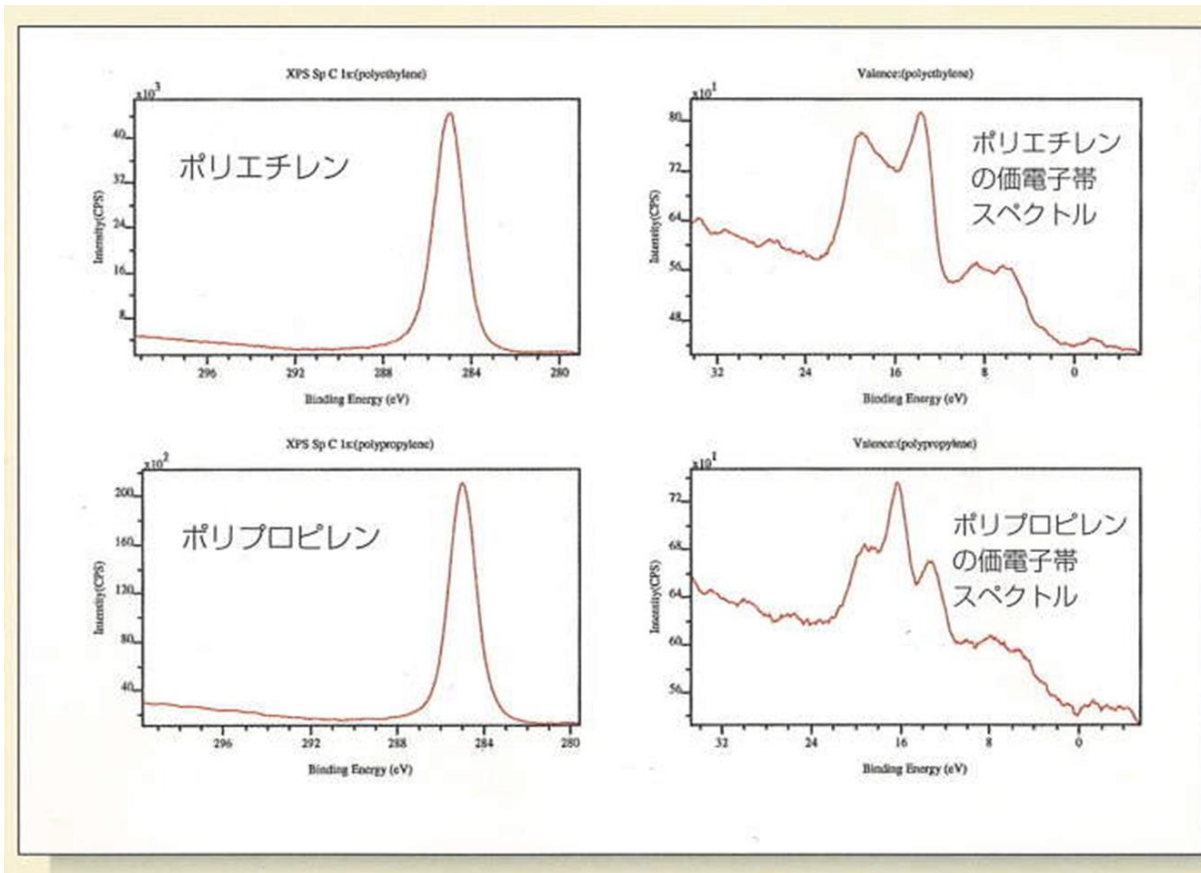 XPS Sp C 1s:(polyethylene)
x10³
Intensity(CPS)
40
32
24
16
8
ポリエチレン
296 292 288 284 280
Binding Energy (eV)
Valence:(polyethylene)
x10¹
Intensity(CPS)
80
72
64
56
48
ポリエチレン
の価電子帯
スペクトル
32 24 16 8 0
Binding Energy (eV)
XPS Sp C 1s:(polypropylene)
x10²
Intensity(CPS)
200
160
120
80
40
ポリプロピレン
296 292 288 284 280
Binding Energy (eV)
Valence:(polypropylene)
x10¹
Intensity(CPS)
72
68
64
60
56
ポリプロピレン
の価電子帯
スペクトル
32 24 16 8 0
Binding Energy (eV)